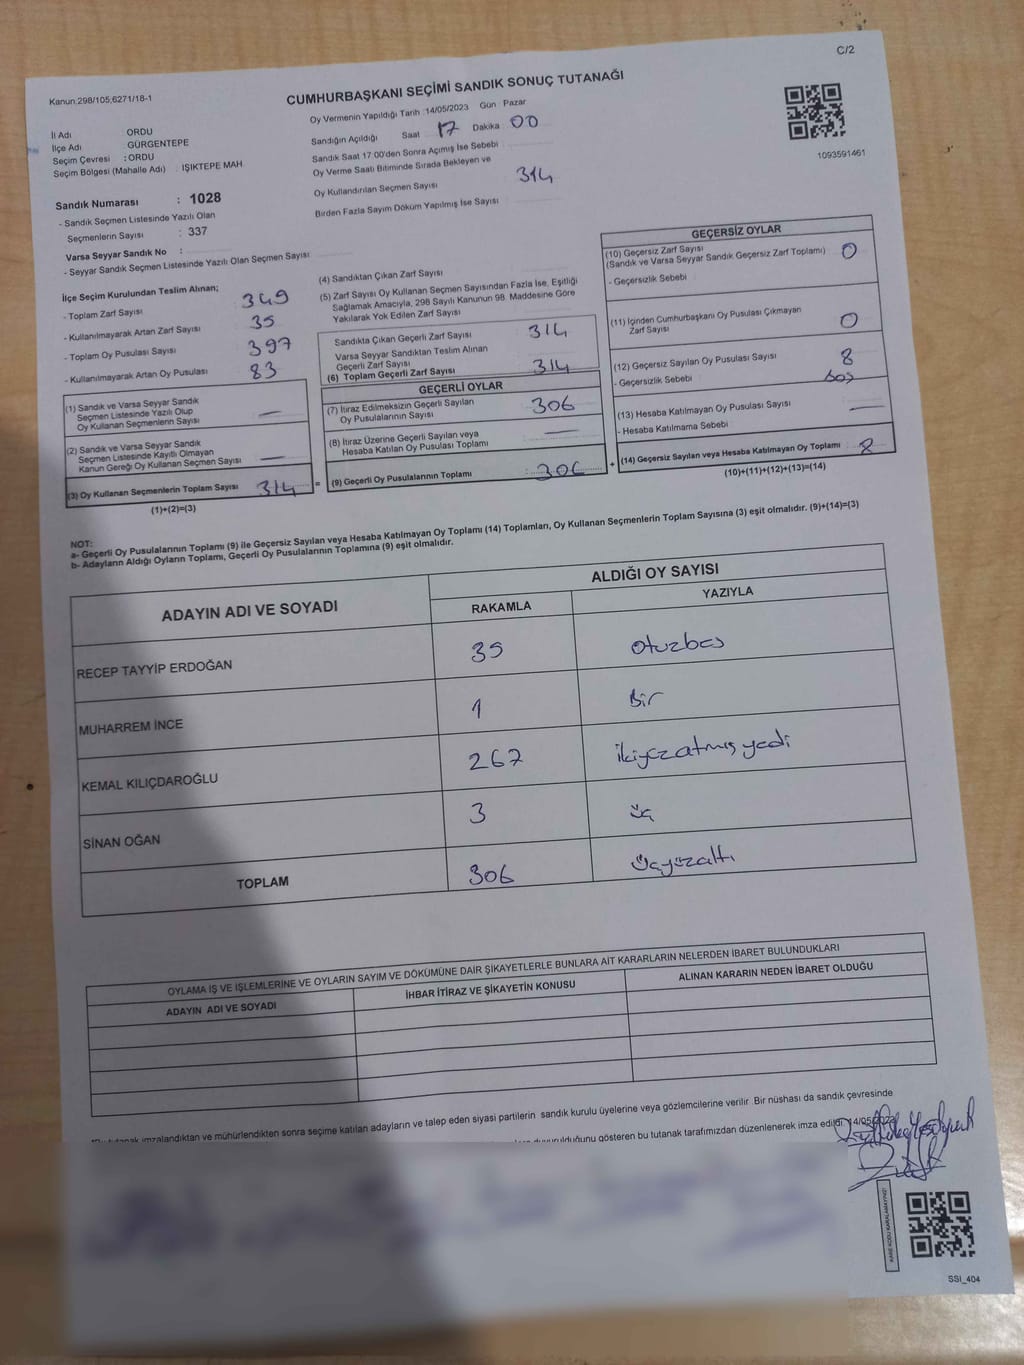 C/2
Kanun:298/105,6271/18-1
CUMHURBAŞKANI SEÇİMİ SANDIK SONUÇ TUTANAĞI
Oy Vermenin Yapıldığı Tarih :14/05/2023 Gün : Pazar
İl Adı ORDU
İlçe Adı GÜRGENTEPE
Seçim Çevresi : ORDU
Seçim Bölgesi (Mahalle Adı) : IŞIKTEPE MAH.
Sandığın Açıldığı Saat 17 Dakika 00
Sandık Saat 17:00'den Sonra Açılmış İse Sebebi :
Oy Verme Saati Bitiminde Sırada Bekleyen ve
Oy Kullandırılan Seçmen Sayısı 314
Birden Fazla Sayım Döküm Yapılmış İse Sayısı
1093591461
Sandık Numarası : 1028
- Sandık Seçmen Listesinde Yazılı Olan
Seçmenlerin Sayısı : 337
Varsa Seyyar Sandık No :
- Seyyar Sandık Seçmen Listesinde Yazılı Olan Seçmen Sayısı
İlçe Seçim Kurulundan Teslim Alınan;
- Toplam Zarf Sayısı 349
- Kullanılmayarak Artan Zarf Sayısı 35
- Toplam Oy Pusulası Sayısı 397
- Kullanılmayarak Artan Oy Pusulası 83
(1) Sandık ve Varsa Seyyar Sandık
Seçmen Listesinde Yazılı Olup
Oy Kullanan Seçmenlerin Sayısı —
(2) Sandık ve Varsa Seyyar Sandık
Seçmen Listesinde Kayıtlı Olmayan
Kanun Gereği Oy Kullanan Seçmen Sayısı —
(3) Oy Kullanan Seçmenlerin Toplam Sayısı 314 =
(1)+(2)=(3)
(4) Sandıktan Çıkan Zarf Sayısı
(5) Zarf Sayısı Oy Kullanan Seçmen Sayısından Fazla İse, Eşitliği
Sağlamak Amacıyla, 298 Sayılı Kanunun 98. Maddesine Göre
Yakılarak Yok Edilen Zarf Sayısı
Sandıkta Çıkan Geçerli Zarf Sayısı 314
Varsa Seyyar Sandıktan Teslim Alınan
Geçerli Zarf Sayısı
(6) Toplam Geçerli Zarf Sayısı 314
GEÇERLİ OYLAR
(7) İtiraz Edilmeksizin Geçerli Sayılan
Oy Pusulalarının Sayısı 306
(8) İtiraz Üzerine Geçerli Sayılan veya
Hesaba Katılan Oy Pusulası Toplamı —
(9) Geçerli Oy Pusulalarının Toplamı : 306 +
GEÇERSİZ OYLAR
(10) Geçersiz Zarf Sayısı
(Sandık ve Varsa Seyyar Sandık Geçersiz Zarf Toplamı) 0
- Geçersizlik Sebebi :
(11) İçinden Cumhurbaşkanı Oy Pusulası Çıkmayan
Zarf Sayısı 0
(12) Geçersiz Sayılan Oy Pusulası Sayısı 8
- Geçersizlik Sebebi boş
(13) Hesaba Katılmayan Oy Pusulası Sayısı —
- Hesaba Katılmama Sebebi
(14) Geçersiz Sayılan veya Hesaba Katılmayan Oy Toplamı : 8
(10)+(11)+(12)+(13)=(14)
NOT:
a- Geçerli Oy Pusulalarının Toplamı (9) ile Geçersiz Sayılan veya Hesaba Katılmayan Oy Toplamı (14) Toplamları, Oy Kullanan Seçmenlerin Toplam Sayısına (3) eşit olmalıdır. (9)+(14)=(3)
b- Adayların Aldığı Oyların Toplamı, Geçerli Oy Pusulalarının Toplamına (9) eşit olmalıdır.
ADAYIN ADI VE SOYADI ALDIĞI OY SAYISI
RAKAMLA YAZIYLA
RECEP TAYYİP ERDOĞAN 35 Otuzbeş
MUHARREM İNCE 1 Bir
KEMAL KILIÇDAROĞLU 267 ikiyüzatmışyedi
SİNAN OĞAN 3 üç
TOPLAM 306 üçyüzaltı
OYLAMA İŞ VE İŞLEMLERİNE VE OYLARIN SAYIM VE DÖKÜMÜNE DAİR ŞİKAYETLERLE BUNLARA AİT KARARLARIN NELERDEN İBARET BULUNDUKLARI
ADAYIN ADI VE SOYADI İHBAR İTİRAZ VE ŞİKAYETİN KONUSU ALINAN KARARIN NEDEN İBARET OLDUĞU
tutanak imzalandıktan ve mühürlendikten sonra seçime katılan adayların ve talep eden siyasi partilerin sandık kurulu üyelerine veya gözlemcilerine verilir. Bir nüshası da sandık çevresinde
duyurulduğunu gösteren bu tutanak tarafımızdan düzenlenerek imza edildi. 14/05/2023
KARE KODU KARALAMAYINIZ!
SSI_404